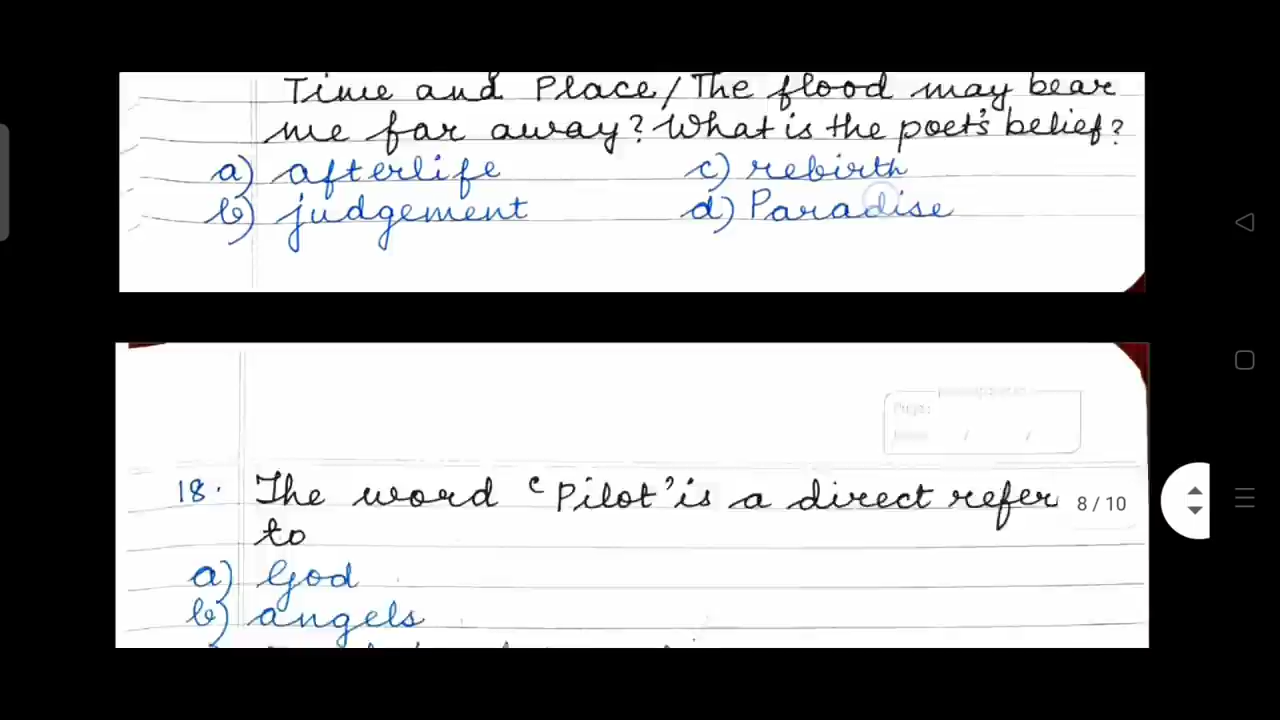 Time and Place/The flood may bear
me far away? What is the poet's belief?
a) afterlife c) rebirth
b) judgement d) Paradise
Page:
18. The word 'Pilot' is a direct refer
8 / 10
to
a) God
b) angels